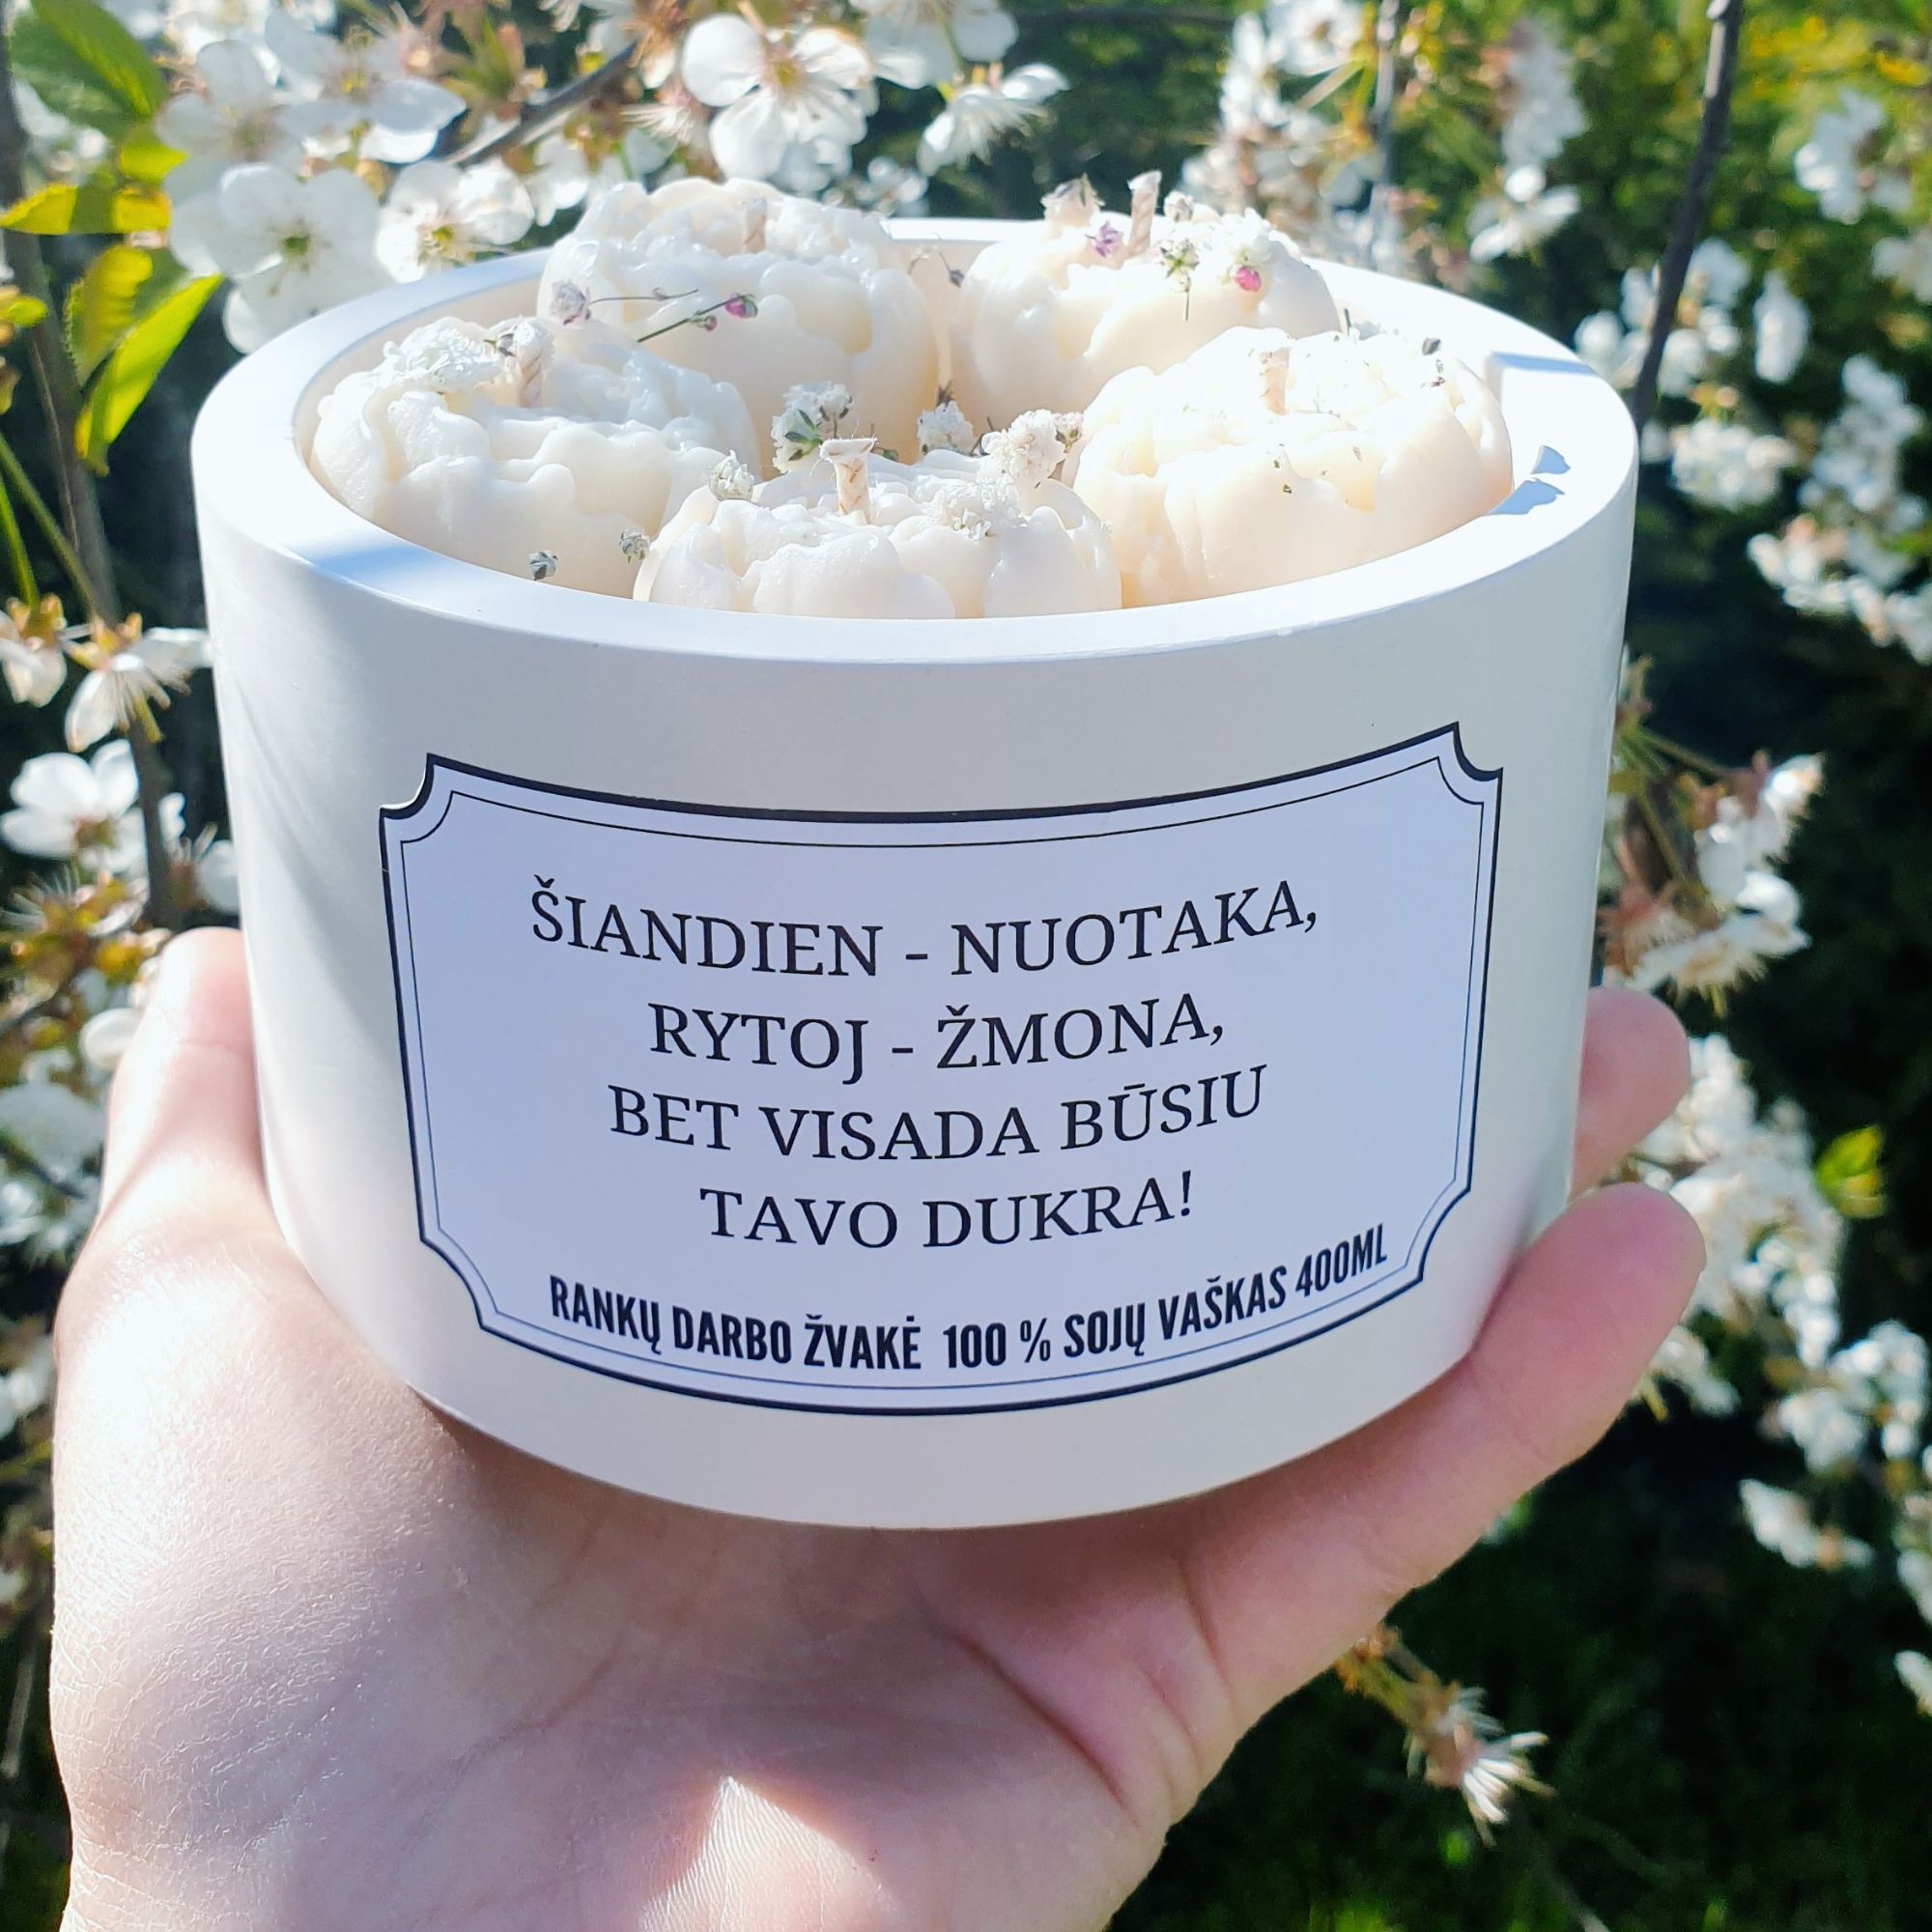 ŠIANDIEN - NUOTAKA,
RYTOJ - ŽMONA,
BET VISADA BŪSIU
TAVO DUKRA!
RANKŲ DARBO ŽVAKĖ 100 % SOJŲ VAŠKAS 400ML